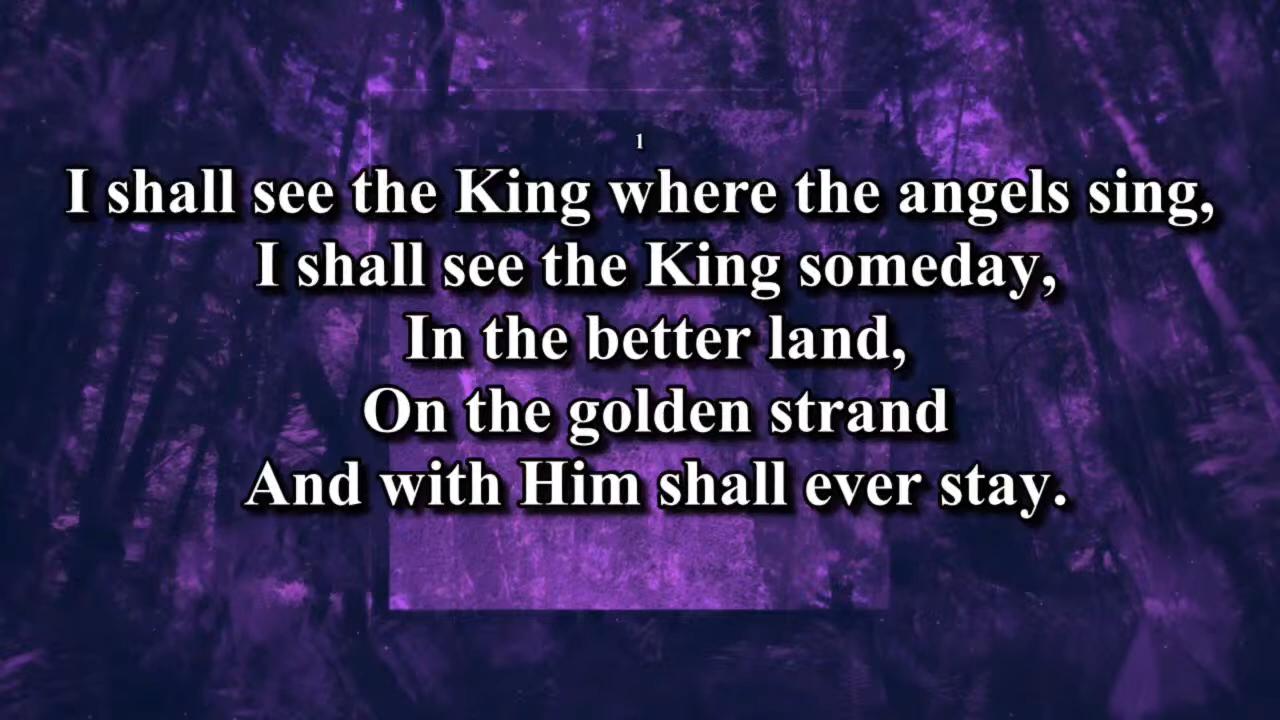 1
I shall see the King where the angels sing,
I shall see the King someday,
In the better land,
On the golden strand
And with Him shall ever stay.